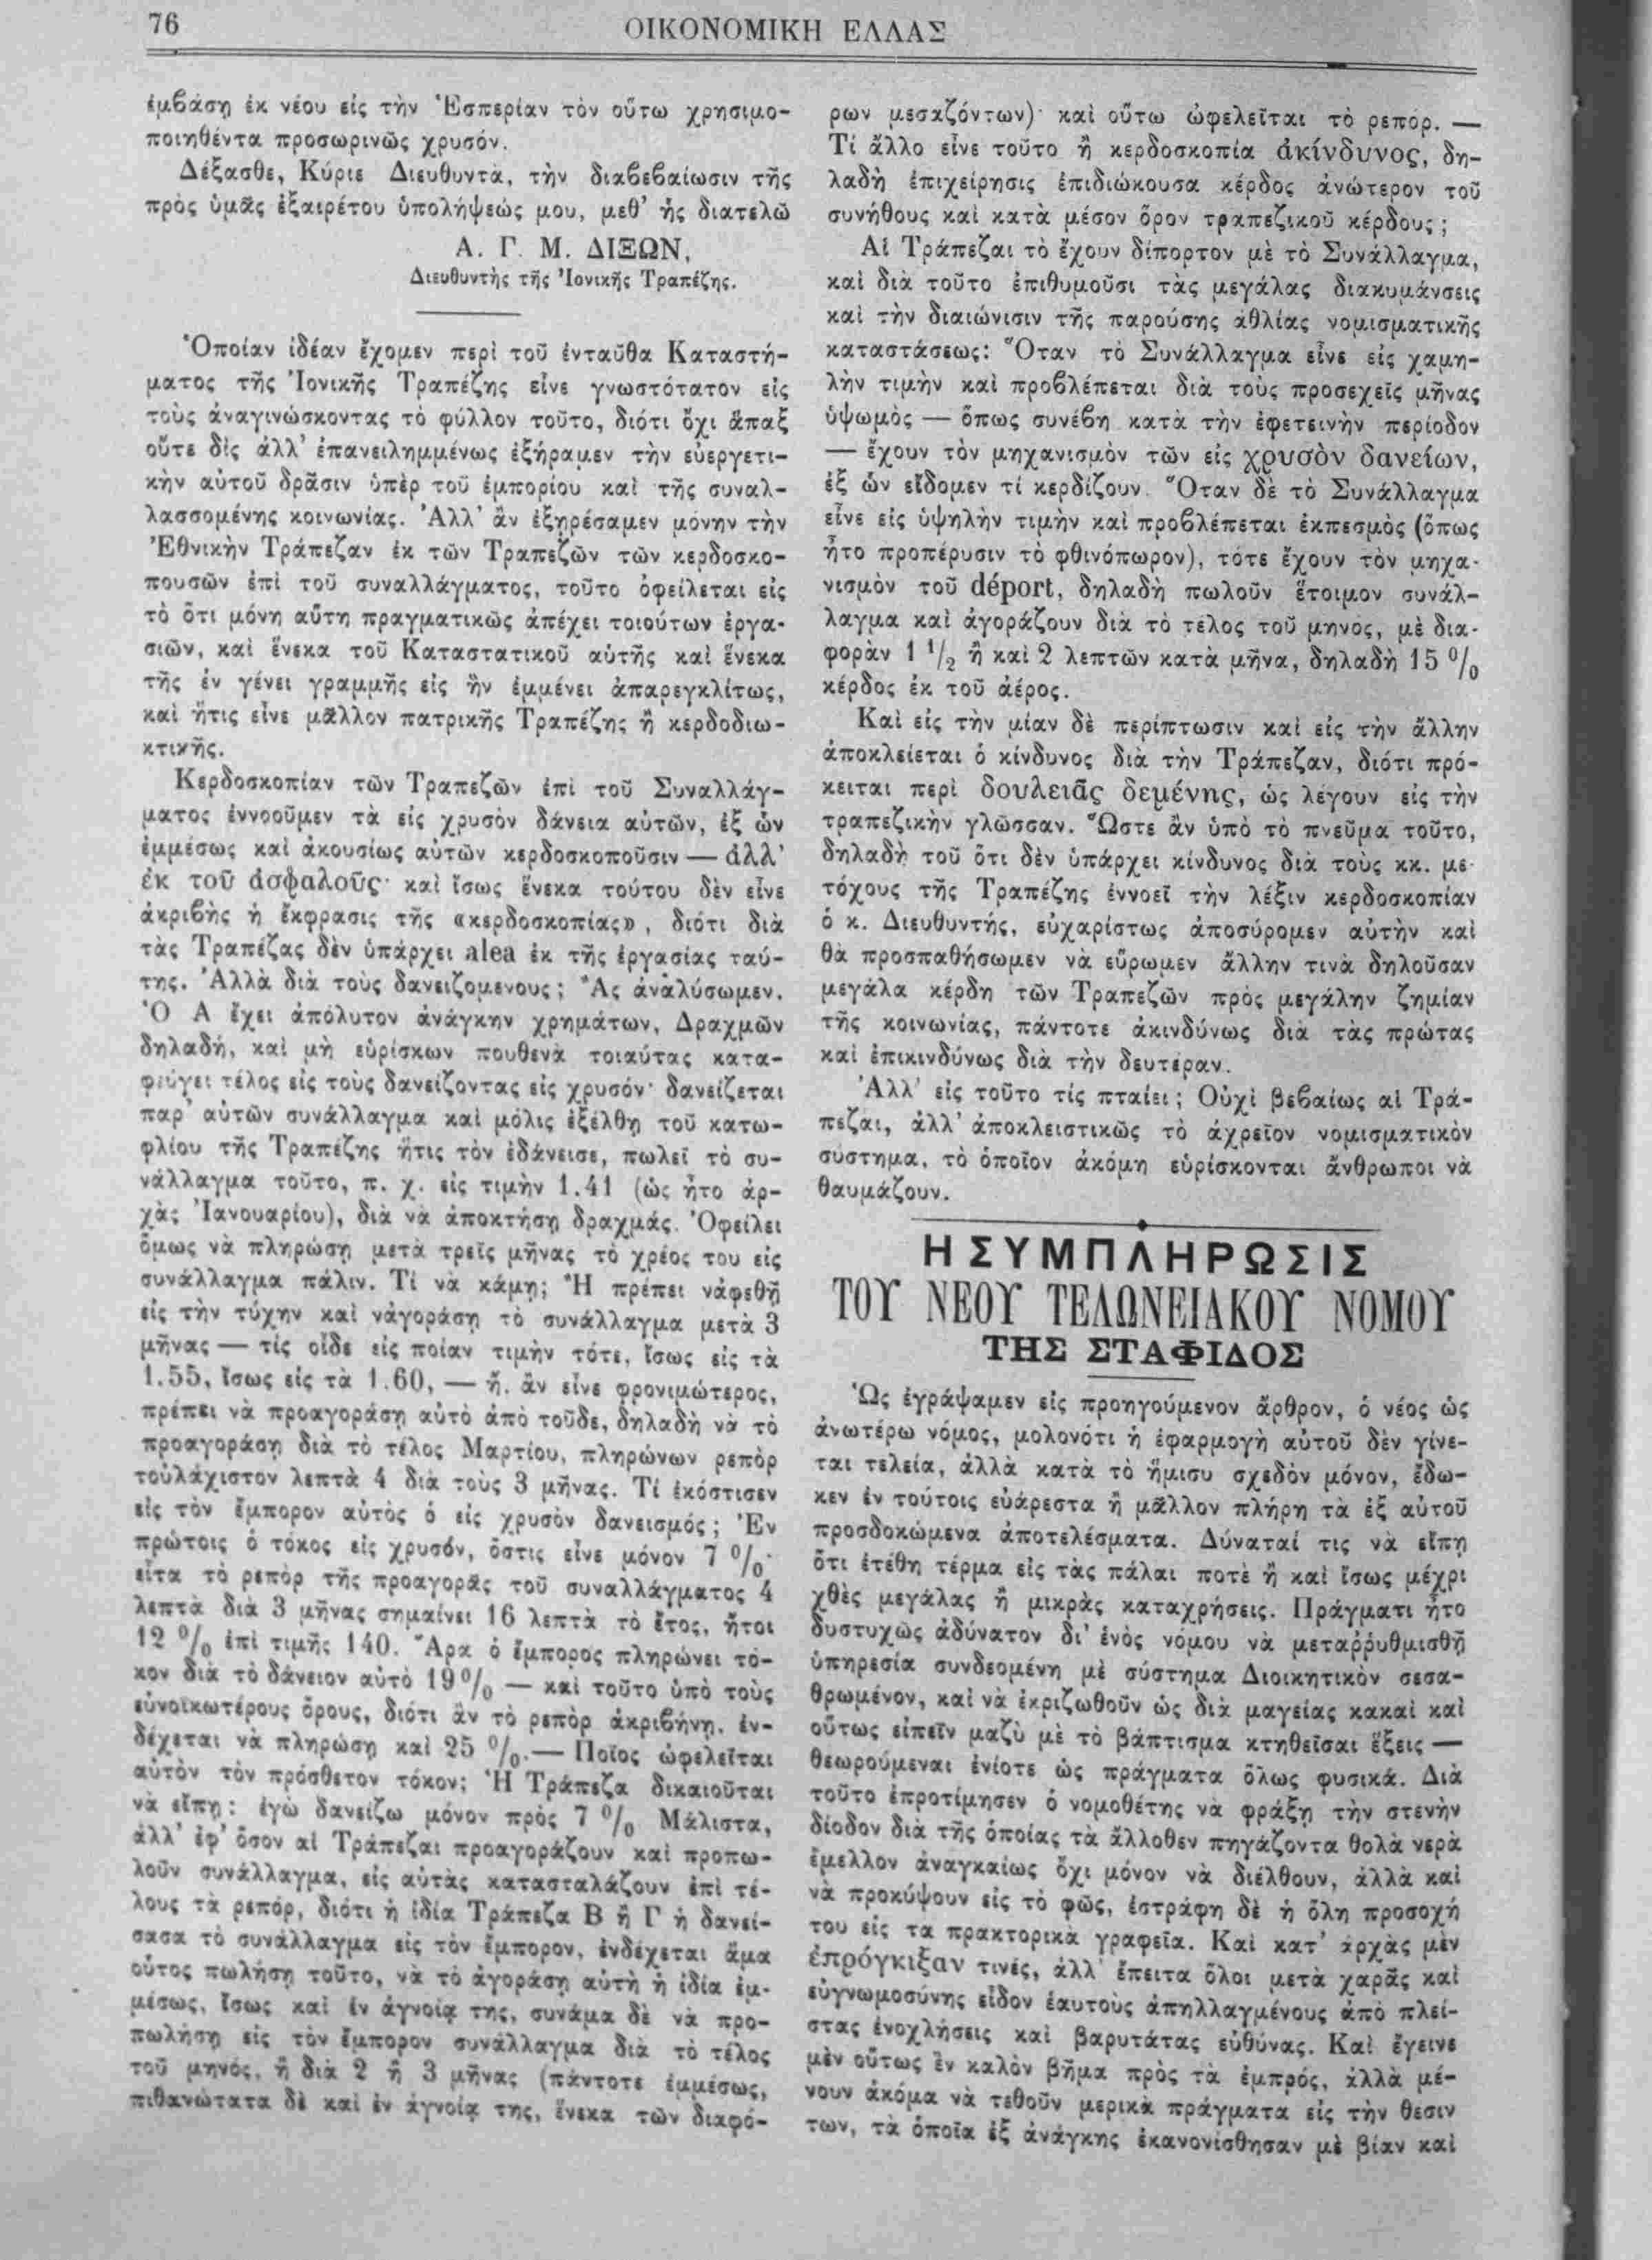 76
ΟΙΚΟΝΟΜΙΚΗ ΕΛΛΑΣ
ἐμβάσῃ ἐκ νέου εἰς τὴν Ἑσπερίαν τὸν οὕτω χρησιμο-
ποιηθέντα προσωρινῶς χρυσόν.
Δέξασθε, Κύριε Διευθυντὰ, τὴν διαβεβαίωσιν τῆς
πρὸς ὑμᾶς ἐξαιρέτου ὑπολήψεώς μου, μεθ' ἧς διατελῶ
Α. Γ. Μ. ΔΙΞΩΝ,
Διευθυντὴς τῆς Ἰονικῆς Τραπέζης.
Ὁποίαν ἰδέαν ἔχομεν περὶ τοῦ ἐνταῦθα Καταστή-
ματος τῆς Ἰονικῆς Τραπέζης εἶνε γνωστότατον εἰς
τοὺς ἀναγινώσκοντας τὸ φύλλον τοῦτο, διότι ὄχι ἅπαξ
οὔτε δὶς ἀλλ' ἐπανειλημμένως ἐξήραμεν τὴν εὐεργετι-
κὴν αὐτοῦ δρᾶσιν ὑπὲρ τοῦ ἐμπορίου καὶ τῆς συναλ-
λασσομένης κοινωνίας. Ἀλλ' ἂν ἐξῃρέσαμεν μόνην τὴν
Ἐθνικὴν Τράπεζαν ἐκ τῶν Τραπεζῶν τῶν κερδοσκο-
πουσῶν ἐπὶ τοῦ συναλλάγματος, τοῦτο ὀφείλεται εἰς
τὸ ὅτι μόνη αὕτη πραγματικῶς ἀπέχει τοιούτων ἐργα-
σιῶν, καὶ ἕνεκα τοῦ Καταστατικοῦ αὐτῆς καὶ ἕνεκα
τῆς ἐν γένει γραμμῆς εἰς ἣν ἐμμένει ἀπαρεγκλίτως,
καὶ ἥτις εἶνε μᾶλλον πατρικῆς Τραπέζης ἢ κερδοδιω-
κτικῆς.
Κερδοσκοπίαν τῶν Τραπεζῶν ἐπὶ τοῦ Συναλλάγ-
ματος ἐννοοῦμεν τὰ εἰς χρυσὸν δάνεια αὐτῶν, ἐξ ὧν
ἐμμέσως καὶ ἀκουσίως αὐτῶν κερδοσκοποῦσιν — ἀλλ'
ἐκ τοῦ ἀσφαλοῦς· καὶ ἴσως ἕνεκα τούτου δὲν εἶνε
ἀκριβὴς ἡ ἔκφρασις τῆς «κερδοσκοπίας», διότι διὰ
τὰς Τραπέζας δὲν ὑπάρχει alea ἐκ τῆς ἐργασίας ταύ-
της. Ἀλλὰ διὰ τοὺς δανειζομένους; Ἂς ἀναλύσωμεν.
Ὁ Α ἔχει ἀπόλυτον ἀνάγκην χρημάτων, Δραχμῶν
δηλαδή, καὶ μὴ εὑρίσκων πουθενὰ τοιαύτας κατα-
φεύγει τέλος εἰς τοὺς δανείζοντας εἰς χρυσόν· δανείζεται
παρ' αὐτῶν συνάλλαγμα καὶ μόλις ἐξέλθῃ τοῦ κατω-
φλίου τῆς Τραπέζης ἥτις τὸν ἐδάνεισε, πωλεῖ τὸ συ-
νάλλαγμα τοῦτο, π. χ. εἰς τιμὴν 1.41 (ὡς ἦτο ἀρ-
χὰς Ἰανουαρίου), διὰ νὰ ἀποκτήσῃ δραχμάς. Ὀφείλει
ὅμως νὰ πληρώσῃ μετὰ τρεῖς μῆνας τὸ χρέος του εἰς
συνάλλαγμα πάλιν. Τί νὰ κάμῃ; Ἢ πρέπει νἀφεθῇ
εἰς τὴν τύχην καὶ νἀγοράσῃ τὸ συνάλλαγμα μετὰ 3
μῆνας — τίς οἶδε εἰς ποίαν τιμὴν τότε, ἴσως εἰς τὰ
1.55, ἴσως εἰς τὰ 1.60, — ἤ, ἂν εἶνε φρονιμώτερος,
πρέπει νὰ προαγοράσῃ αὐτὸ ἀπὸ τοῦδε, δηλαδὴ νὰ τὸ
προαγοράσῃ διὰ τὸ τέλος Μαρτίου, πληρώνων ρεπὸρ
τοὐλάχιστον λεπτὰ 4 διὰ τοὺς 3 μῆνας. Τί ἐκόστισεν
εἰς τὸν ἔμπορον αὐτὸς ὁ εἰς χρυσὸν δανεισμός; Ἐν
πρώτοις ὁ τόκος εἰς χρυσόν, ὅστις εἶνε μόνον 7 %·
εἶτα τὸ ρεπὸρ τῆς προαγορᾶς τοῦ συναλλάγματος 4
λεπτὰ διὰ 3 μῆνας σημαίνει 16 λεπτὰ τὸ ἔτος, ἤτοι
12 % ἐπὶ τιμῆς 140. Ἄρα ὁ ἔμπορος πληρώνει τό-
κον διὰ τὸ δάνειον αὐτὸ 19 % — καὶ τοῦτο ὑπὸ τοὺς
εὐνοϊκωτέρους ὅρους, διότι ἂν τὸ ρεπὸρ ἀκριβήνῃ, ἐν-
δέχεται νὰ πληρώσῃ καὶ 25 %.— Ποῖος ὠφελεῖται
αὐτὸν τὸν πρόσθετον τόκον; Ἡ Τράπεζα δικαιοῦται
νὰ εἴπῃ: ἐγὼ δανείζω μόνον πρὸς 7 % Μάλιστα,
ἀλλ' ἐφ' ὅσον αἱ Τράπεζαι προαγοράζουν καὶ προπω-
λοῦν συνάλλαγμα, εἰς αὐτὰς κατασταλάζουν ἐπὶ τέ-
λους τὰ ρεπόρ, διότι ἡ ἰδία Τράπεζα Β ἢ Γ ἡ δανεί-
σασα τὸ συνάλλαγμα εἰς τὸν ἔμπορον, ἐνδέχεται ἅμα
οὗτος πωλήσῃ τοῦτο, νὰ τὸ ἀγοράσῃ αὐτὴ ἡ ἰδία ἐμ-
μέσως, ἴσως καὶ ἐν ἀγνοίᾳ της, συνάμα δὲ νὰ προ-
πωλήσῃ εἰς τὸν ἔμπορον συνάλλαγμα διὰ τὸ τέλος
τοῦ μηνός, ἢ διὰ 2 ἢ 3 μῆνας (πάντοτε ἐμμέσως,
πιθανώτατα δὲ καὶ ἐν ἀγνοίᾳ της, ἕνεκα τῶν διαφό-
ρων μεσαζόντων)· καὶ οὕτω ὠφελεῖται τὸ ρεπόρ. —
Τί ἄλλο εἶνε τοῦτο ἢ κερδοσκοπία ἀκίνδυνος, δη-
λαδὴ ἐπιχείρησις ἐπιδιώκουσα κέρδος ἀνώτερον τοῦ
συνήθους καὶ κατὰ μέσον ὅρον τραπεζικοῦ κέρδους;
Αἱ Τράπεζαι τὸ ἔχουν δίπορτον μὲ τὸ Συνάλλαγμα,
καὶ διὰ τοῦτο ἐπιθυμοῦσι τὰς μεγάλας διακυμάνσεις
καὶ τὴν διαιώνισιν τῆς παρούσης ἀθλίας νομισματικῆς
καταστάσεως: Ὅταν τὸ Συνάλλαγμα εἶνε εἰς χαμη-
λὴν τιμὴν καὶ προβλέπεται διὰ τοὺς προσεχεῖς μῆνας
ὑψωμὸς — ὅπως συνέβη κατὰ τὴν ἐφετεινὴν περίοδον
— ἔχουν τὸν μηχανισμὸν τῶν εἰς χρυσὸν δανείων,
ἐξ ὧν εἴδομεν τί κερδίζουν. Ὅταν δὲ τὸ Συνάλλαγμα
εἶνε εἰς ὑψηλὴν τιμὴν καὶ προβλέπεται ἐκπεσμὸς (ὅπως
ἦτο προπέρυσιν τὸ φθινόπωρον), τότε ἔχουν τὸν μηχα-
νισμὸν τοῦ déport, δηλαδὴ πωλοῦν ἕτοιμον συνάλ-
λαγμα καὶ ἀγοράζουν διὰ τὸ τέλος τοῦ μηνος, μὲ δια-
φορὰν 1 1/2 ἢ καὶ 2 λεπτῶν κατὰ μῆνα, δηλαδὴ 15 %
κέρδος ἐκ τοῦ ἀέρος.
Καὶ εἰς τὴν μίαν δὲ περίπτωσιν καὶ εἰς τὴν ἄλλην
ἀποκλείεται ὁ κίνδυνος διὰ τὴν Τράπεζαν, διότι πρό-
κειται περὶ δουλειᾶς δεμένης, ὡς λέγουν εἰς τὴν
τραπεζικὴν γλῶσσαν. Ὥστε ἂν ὑπὸ τὸ πνεῦμα τοῦτο,
δηλαδὴ τοῦ ὅτι δὲν ὑπάρχει κίνδυνος διὰ τοὺς κκ. με-
τόχους τῆς Τραπέζης ἐννοεῖ τὴν λέξιν κερδοσκοπίαν
ὁ κ. Διευθυντής, εὐχαρίστως ἀποσύρομεν αὐτὴν καὶ
θὰ προσπαθήσωμεν νὰ εὕρωμεν ἄλλην τινὰ δηλοῦσαν
μεγάλα κέρδη τῶν Τραπεζῶν πρὸς μεγάλην ζημίαν
τῆς κοινωνίας, πάντοτε ἀκινδύνως διὰ τὰς πρώτας
καὶ ἐπικινδύνως διὰ τὴν δευτέραν.
Ἀλλ' εἰς τοῦτο τίς πταίει; Οὐχὶ βεβαίως αἱ Τρά-
πεζαι, ἀλλ' ἀποκλειστικῶς τὸ ἀχρεῖον νομισματικὸν
σύστημα, τὸ ὁποῖον ἀκόμη εὑρίσκονται ἄνθρωποι νὰ
θαυμάζουν.
Η ΣΥΜΠΛΗΡΩΣΙΣ
ΤΟΥ ΝΕΟΥ ΤΕΛΩΝΕΙΑΚΟΥ ΝΟΜΟΥ
ΤΗΣ ΣΤΑΦΙΔΟΣ
Ὡς ἐγράψαμεν εἰς προηγούμενον ἄρθρον, ὁ νέος ὡς
ἀνωτέρω νόμος, μολονότι ἡ ἐφαρμογὴ αὐτοῦ δὲν γίνε-
ται τελεία, ἀλλὰ κατὰ τὸ ἥμισυ σχεδὸν μόνον, ἔδω-
κεν ἐν τούτοις εὐάρεστα ἢ μᾶλλον πλήρη τὰ ἐξ αὐτοῦ
προσδοκώμενα ἀποτελέσματα. Δύναταί τις νὰ εἴπῃ
ὅτι ἐτέθη τέρμα εἰς τὰς πάλαι ποτὲ ἢ καὶ ἴσως μέχρι
χθὲς μεγάλας ἢ μικρὰς καταχρήσεις. Πράγματι ἦτο
δυστυχῶς ἀδύνατον δι' ἑνὸς νόμου νὰ μεταῤῥυθμισθῇ
ὑπηρεσία συνδεομένη μὲ σύστημα Διοικητικὸν σεσα-
θρωμένον, καὶ νὰ ἐκριζωθοῦν ὡς διὰ μαγείας κακαὶ καὶ
οὕτως εἰπεῖν μαζὺ μὲ τὸ βάπτισμα κτηθεῖσαι ἕξεις —
θεωρούμεναι ἐνίοτε ὡς πράγματα ὅλως φυσικά. Διὰ
τοῦτο ἐπροτίμησεν ὁ νομοθέτης νὰ φράξῃ τὴν στενὴν
δίοδον διὰ τῆς ὁποίας τὰ ἄλλοθεν πηγάζοντα θολὰ νερὰ
ἔμελλον ἀναγκαίως ὄχι μόνον νὰ διέλθουν, ἀλλὰ καὶ
νὰ προκύψουν εἰς τὸ φῶς, ἐστράφη δὲ ἡ ὅλη προσοχή
του εἰς τα πρακτορικὰ γραφεῖα. Καὶ κατ' ἀρχὰς μὲν
ἐπρόγκιξαν τινές, ἀλλ' ἔπειτα ὅλοι μετὰ χαρᾶς καὶ
εὐγνωμοσύνης εἶδον ἑαυτοὺς ἀπηλλαγμένους ἀπὸ πλεί-
στας ἐνοχλήσεις καὶ βαρυτάτας εὐθύνας. Καὶ ἔγεινε
μὲν οὕτως ἓν καλὸν βῆμα πρὸς τὰ ἐμπρός, ἀλλὰ μέ-
νουν ἀκόμα νὰ τεθοῦν μερικὰ πράγματα εἰς τὴν θεσιν
των, τὰ ὁποῖα ἐξ ἀνάγκης ἐκανονίσθησαν μὲ βίαν καὶ